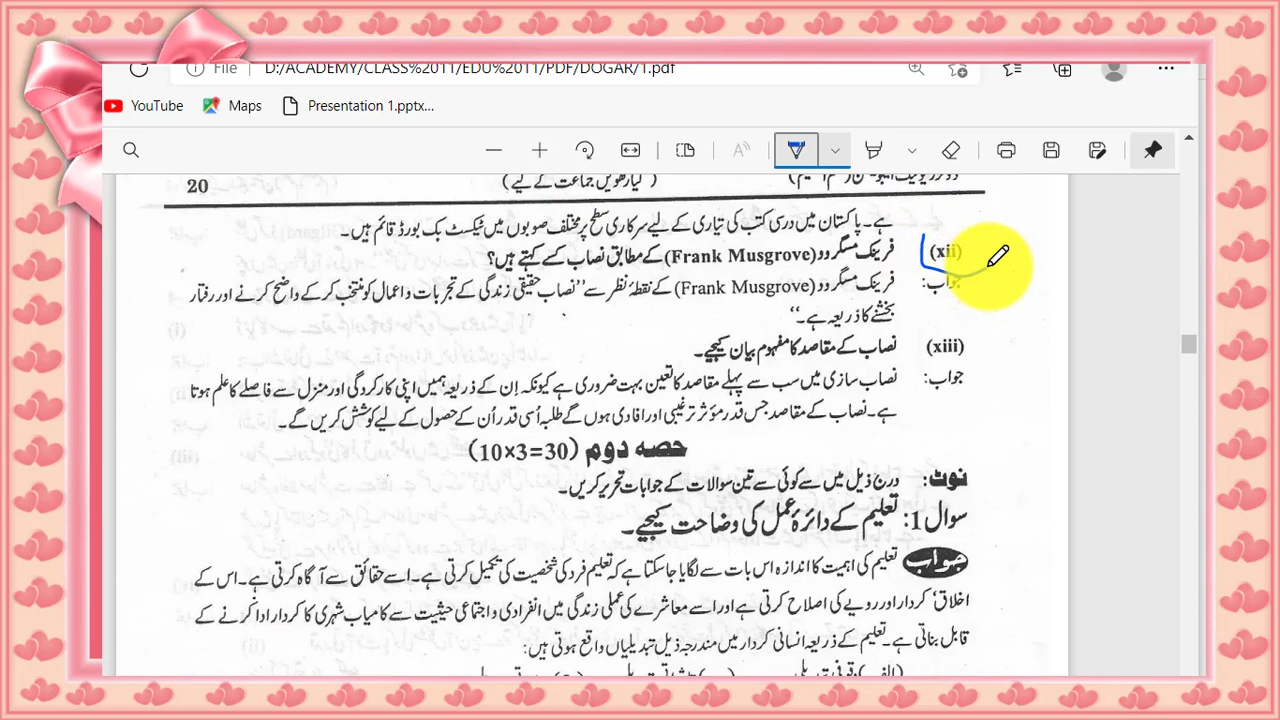 File D:/ACADEMY/CLASS%2011/EDU%2011/PDF/DOGAR/1.pdf
YouTube Maps Presentation 1.pptx...
( گیارھویں جماعت کے لیے ) 20
ہے۔ پاکستان میں درسی کتب کی تیاری کے لیے سرکاری سطح پر مختلف صوبوں میں ٹیکسٹ بک بورڈ قائم ہیں۔
(xii) فرینک مسگروو (Frank Musgrove) کے مطابق نصاب کسے کہتے ہیں؟
جواب: فرینک مسگروو (Frank Musgrove) کے نقطۂ نظر سے ’’نصاب حقیقی زندگی کے تجربات و اعمال کو منتخب کرکے واضح کرنے اور رفتار
بخشنے کا ذریعہ ہے۔‘‘
(xiii) نصاب کے مقاصد کا مفہوم بیان کیجیے۔
جواب: نصاب سازی میں سب سے پہلے مقاصد کا تعین بہت ضروری ہے کیونکہ اِن کے ذریعہ ہمیں اپنی کارکردگی اور منزل سے فاصلے کا علم ہوتا
ہے۔ نصاب کے مقاصد جس قدر مؤثر ترغیبی اور افادی ہوں گے طلبہ اُسی قدر اُن کے حصول کے لیے کوشش کریں گے۔
حصہ دوم (10×3=30)
نوٹ: درج ذیل میں سے کوئی سے تین سوالات کے جوابات تحریر کریں۔
سوال 1: تعلیم کے دائرۂ عمل کی وضاحت کیجیے۔
جواب تعلیم کی اہمیت کا اندازہ اس بات سے لگایا جا سکتا ہے کہ تعلیم فرد کی شخصیت کی تکمیل کرتی ہے۔ اسے حقائق سے آگاہ کرتی ہے۔ اس کے
اخلاق‘ کردار اور رویے کی اصلاح کرتی ہے اور اسے معاشرے کی عملی زندگی میں انفرادی و اجتماعی حیثیت سے کامیاب شہری کا کردار ادا کرنے کے
قابل بناتی ہے۔ تعلیم کے ذریعہ انسانی کردار میں مندرجہ ذیل تبدیلیاں واقع ہوتی ہیں: